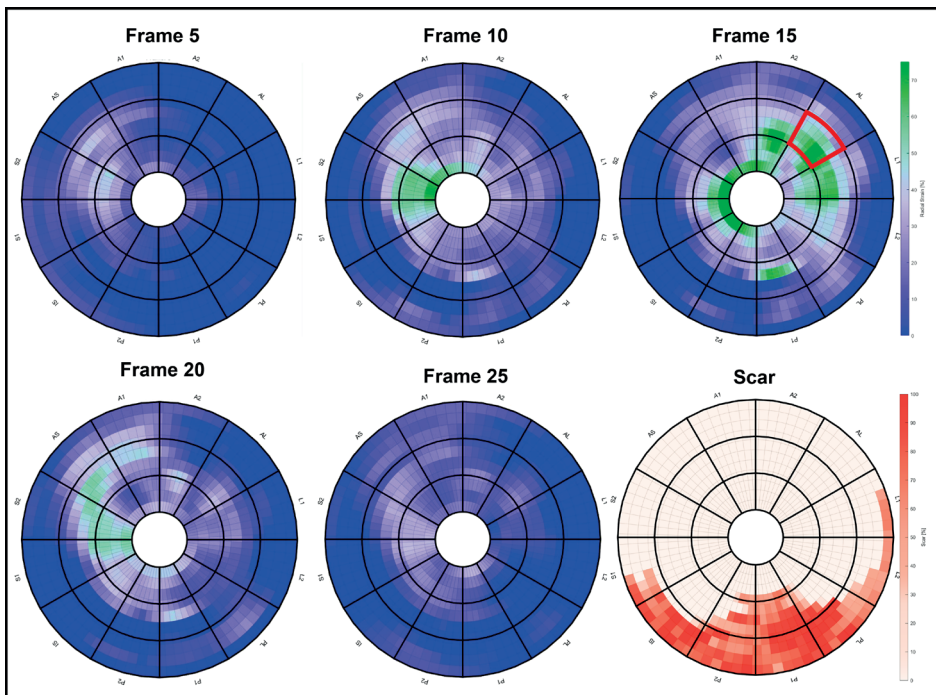 Frame 5
A1 A2
AS AL
S2 L1
S1 L2
IS PL
P2 P1
Frame 10
A1 A2
AS AL
S2 L1
S1 L2
IS PL
P2 P1
Frame 15
A1 A2
AS AL
S2 L1
S1 L2
IS PL
P2 P1
70
60
50
40
30
20
10
0
Radial Strain [%]
Frame 20
A1 A2
AS AL
S2 L1
S1 L2
IS PL
P2 P1
Frame 25
A1 A2
AS AL
S2 L1
S1 L2
IS PL
P2 P1
Scar
A1 A2
AS AL
S2 L1
S1 L2
IS PL
P2 P1
100
90
80
70
60
50
40
30
20
10
0
Scar [%]